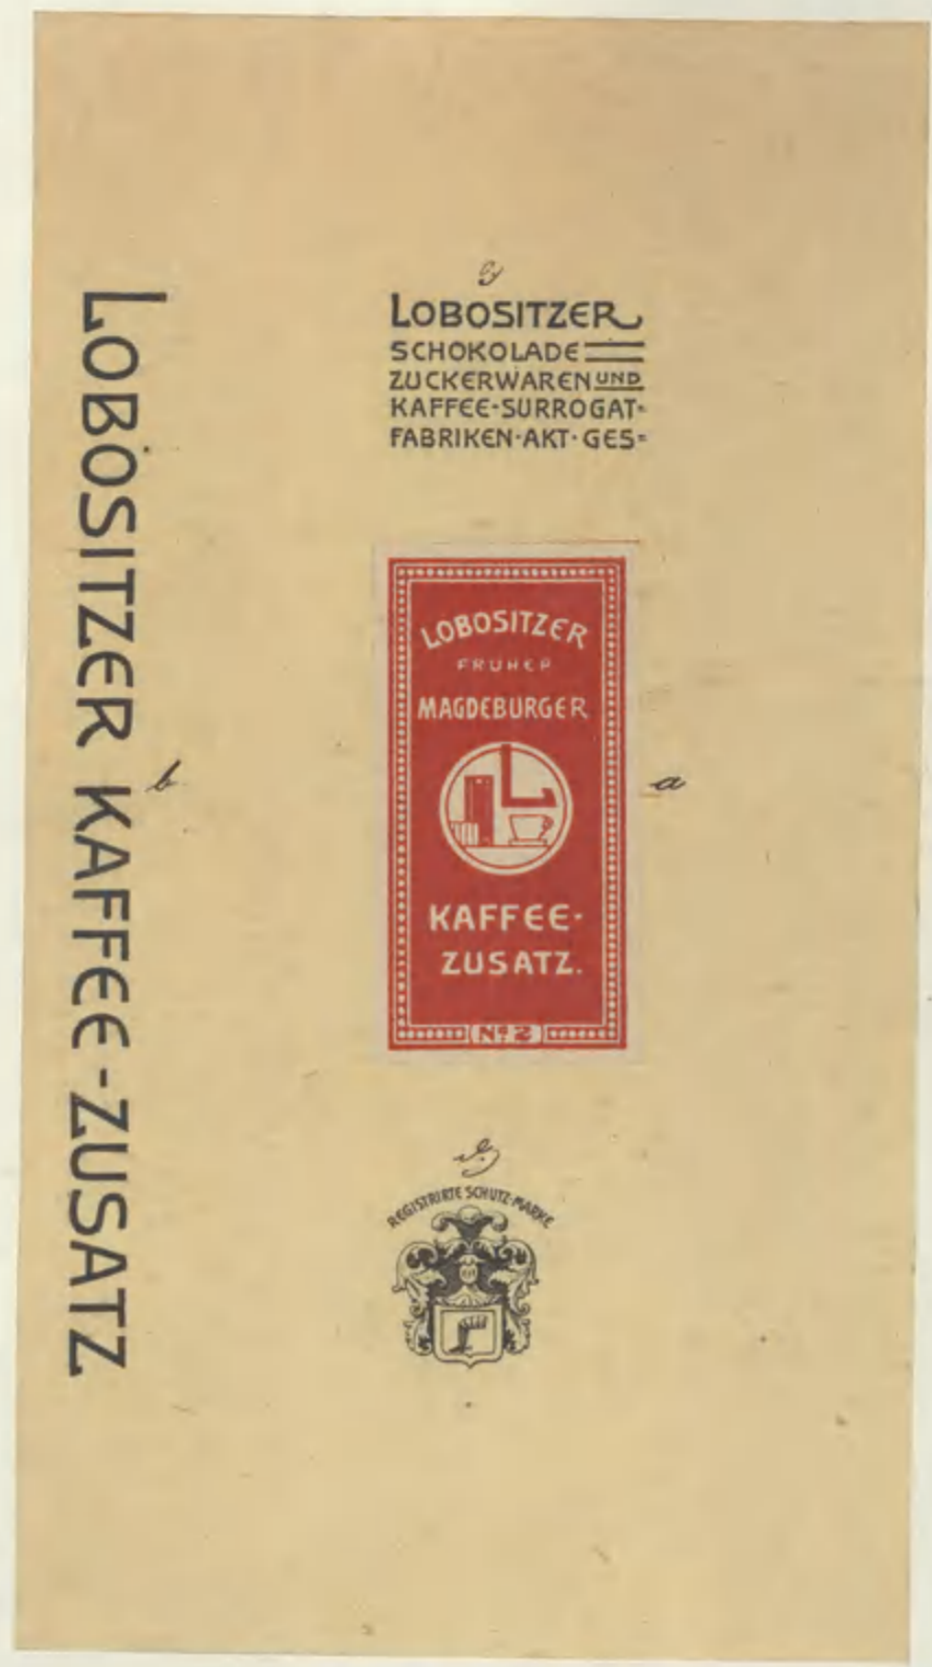 LOBOSITZER KAFFEE-ZUSATZ
LOBOSITZER
SCHOKOLADE
ZUCKERWAREN UND
KAFFEE-SURROGAT-
FABRIKEN·AKT·GES=
b
LOBOSITZER
FRÜHER
MAGDEBURGER
L
KAFFEE-
ZUSATZ.
Nº 2
a
REGISTRIRTE SCHUTZ-MARKE